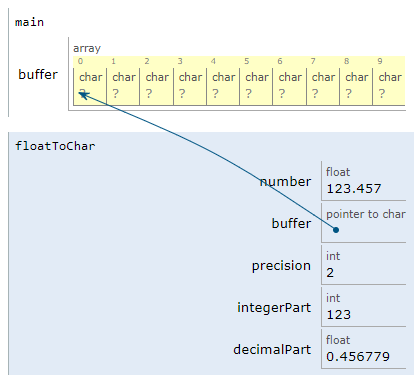 main
array
0 1 2 3 4 5 6 7 8 9
buffer char char char char char char char char char char
? ? ? ? ? ? ? ? ? ?
floatToChar
float
number 123.457
pointer to char
buffer
int
precision 2
int
integerPart 123
float
decimalPart 0.456779